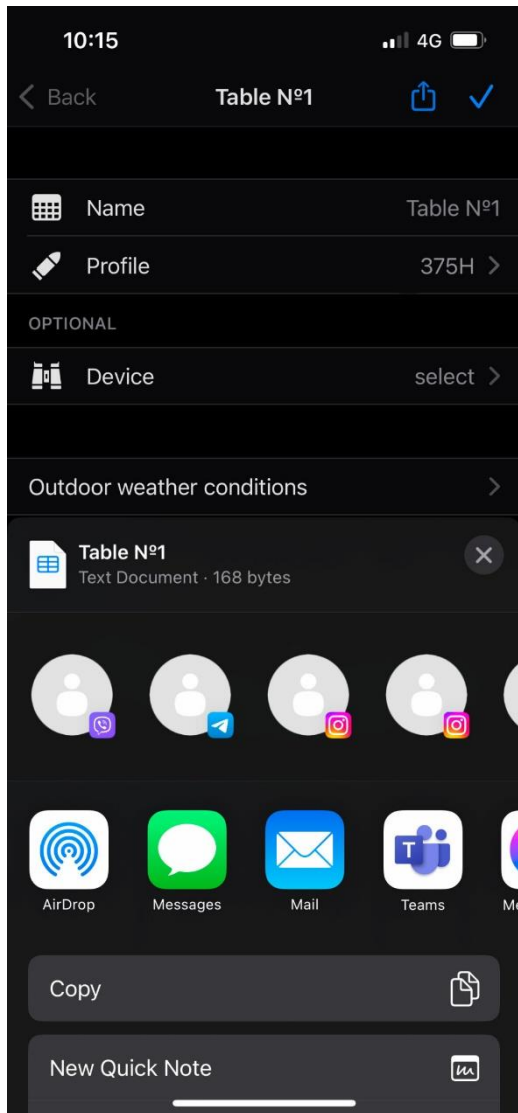 10:15
4G
Back
Table Nº1
Name
Table Nº1
Profile
375H
OPTIONAL
Device
select
Outdoor weather conditions
Table Nº1
Text Document · 168 bytes
AirDrop
Messages
Mail
Teams
Me
Copy
New Quick Note